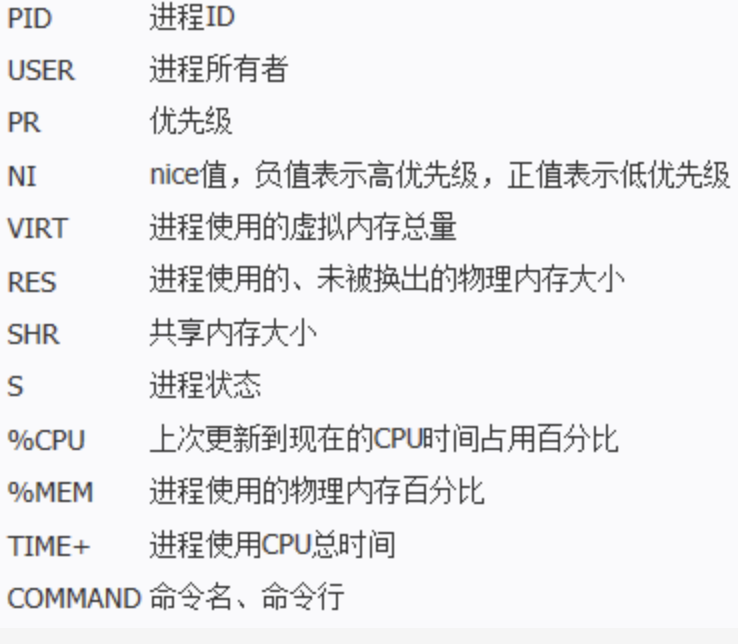 PID 进程ID
USER 进程所有者
PR 优先级
NI nice值，负值表示高优先级，正值表示低优先级
VIRT 进程使用的虚拟内存总量
RES 进程使用的、未被换出的物理内存大小
SHR 共享内存大小
S 进程状态
%CPU 上次更新到现在的CPU时间占用百分比
%MEM 进程使用的物理内存百分比
TIME+ 进程使用CPU总时间
COMMAND 命令名、命令行